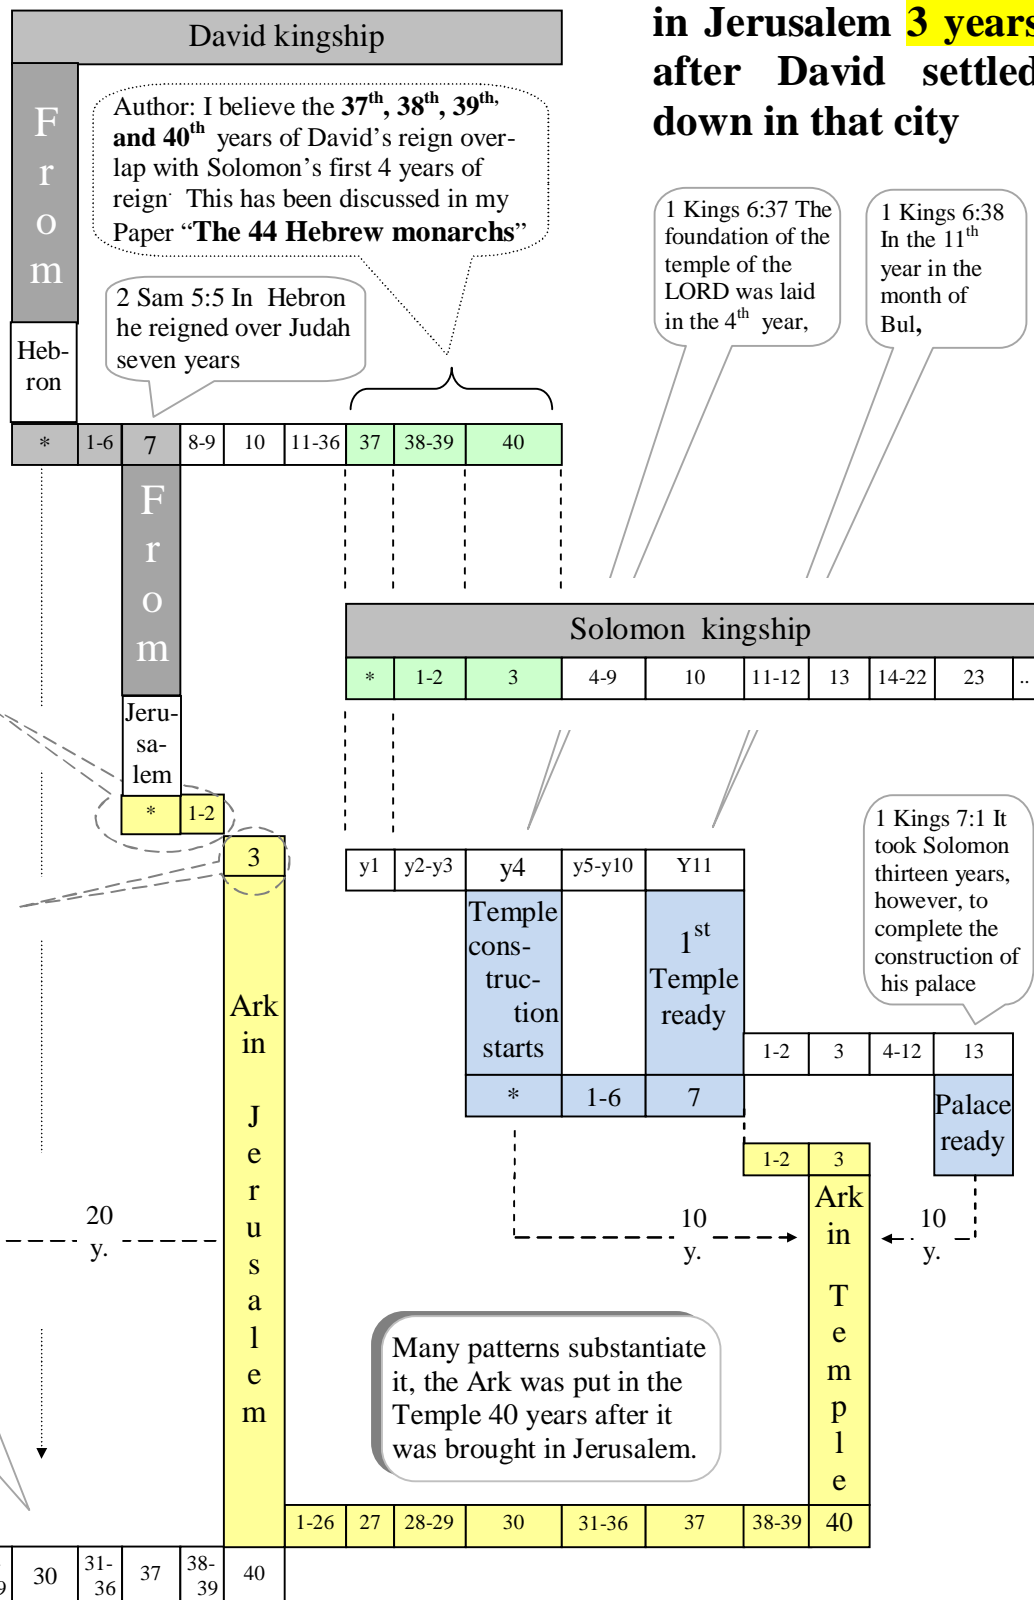 in Jerusalem 3 years
after David settled
down in that city
David kingship
From
Author: I believe the 37th, 38th, 39th,
and 40th years of David's reign over-
lap with Solomon's first 4 years of
reign. This has been discussed in my
Paper “The 44 Hebrew monarchs”
1 Kings 6:37 The
foundation of the
temple of the
LORD was laid
in the 4th year,
1 Kings 6:38
In the 11th
year in the
month of
Bul,
2 Sam 5:5 In Hebron
he reigned over Judah
seven years
Heb-
ron
* 1-6 7 8-9 10 11-36 37 38-39 40
From
Solomon kingship
* 1-2 3 4-9 10 11-12 13 14-22 23 ..
Jeru-
sa-
lem
* 1-2
3
y1 y2-y3 y4 y5-y10 Y11
1 Kings 7:1 It
took Solomon
thirteen years,
however, to
complete the
construction of
his palace
Temple
cons-
truc-
tion
starts
1st
Temple
ready
Ark
in
Jerusalem
1-2 3 4-12 13
* 1-6 7
Palace
ready
1-2 3
Ark
in
Temple
20
y.
10
y.
10
y.
Many patterns substantiate
it, the Ark was put in the
Temple 40 years after it
was brought in Jerusalem.
1-26 27 28-29 30 31-36 37 38-39 40
9 30 31-
36 37 38-
39 40